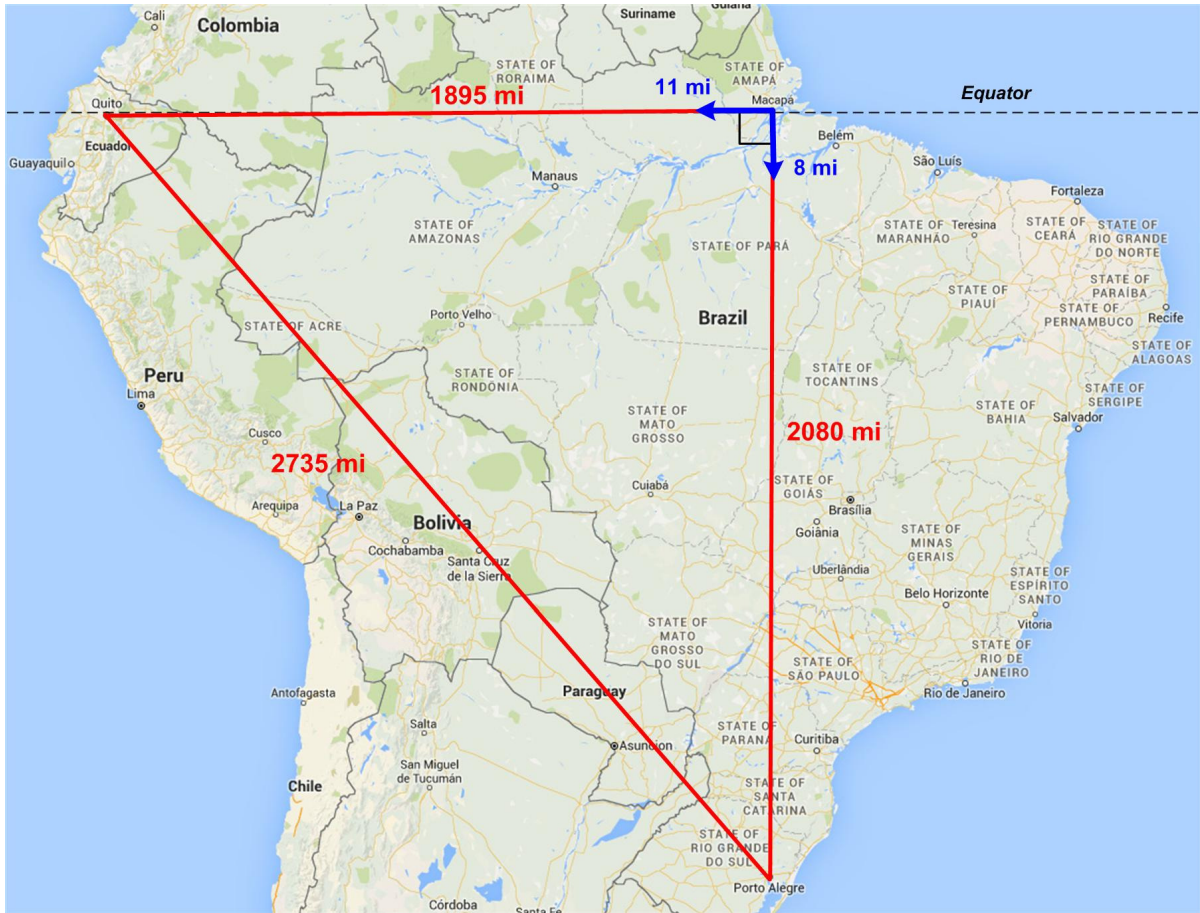 Cali
Colombia
Suriname
Guiana
STATE OF
RORAIMA
STATE OF
AMAPÁ
11 mi
1895 mi
Quito
Macapá
Equator
Ecuador
Belém
Guayaquil
8 mi
São Luís
Manaus
Fortaleza
STATE OF
AMAZONAS
STATE OF PARÁ
STATE OF
MARANHÃO
Teresina
STATE OF
CEARÁ
STATE OF
RIO GRANDE
DO NORTE
STATE OF
PIAUÍ
STATE OF
PARAÍBA
STATE OF
PERNAMBUCO
Recife
Porto Velho
Brazil
STATE OF ACRE
STATE OF
ALAGOAS
Peru
Lima
STATE OF
RONDÔNIA
STATE OF
TOCANTINS
STATE OF
SERGIPE
STATE OF
MATO
GROSSO
STATE OF
BAHIA
Salvador
Cusco
2080 mi
2735 mi
Cuiabá
STATE OF
GOIÁS
Brasília
Arequipa
La Paz
Bolivia
Goiânia
STATE OF
MINAS
GERAIS
Cochabamba
Santa Cruz
de la Sierra
Uberlândia
STATE OF
ESPÍRITO
SANTO
Belo Horizonte
Vitoria
STATE OF
MATO
GROSSO
DO SUL
STATE OF
SÃO PAULO
STATE OF
RIO DE
JANEIRO
Rio de Janeiro
Antofagasta
Paraguay
Salta
STATE OF
PARANÁ
Curitiba
Asuncion
San Miguel
de Tucumán
Chile
STATE OF
SANTA
CATARINA
STATE OF
RIO GRANDE
DO SUL
Porto Alegre
Córdoba
Santa Fe